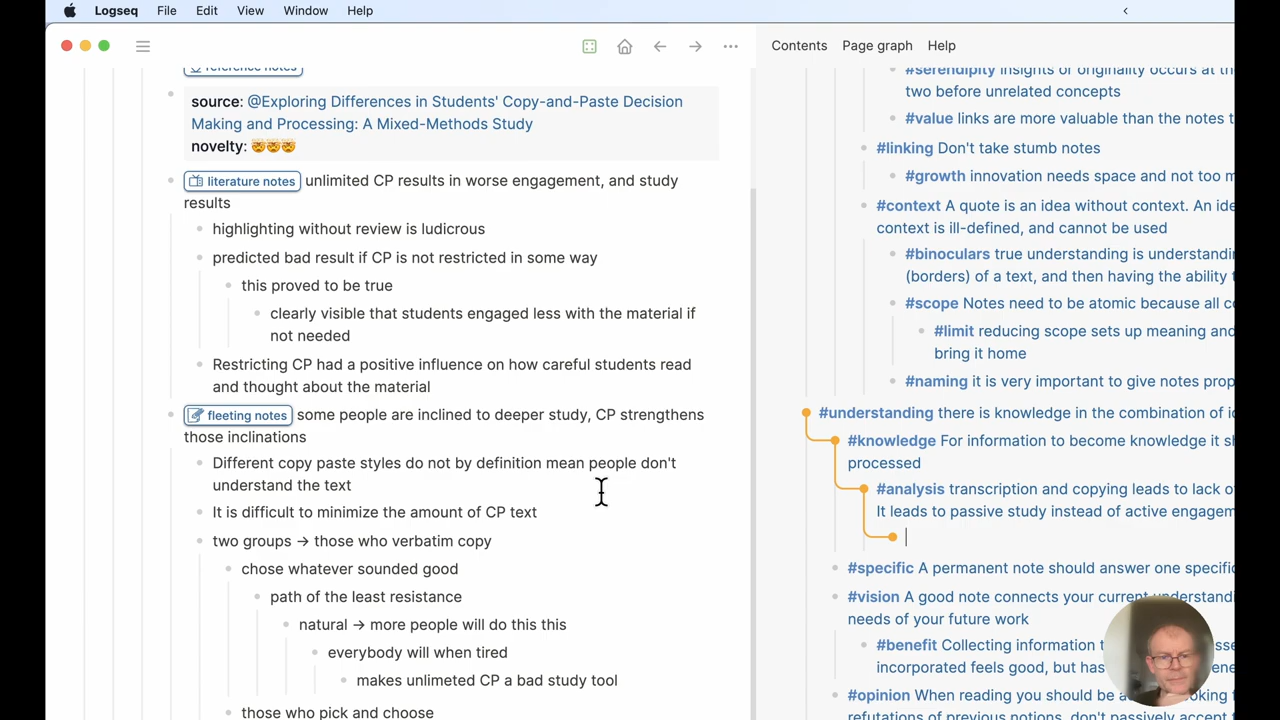 Logseq File Edit View Window Help
Contents Page graph Help
reference notes
source: @Exploring Differences in Students' Copy-and-Paste Decision
Making and Processing: A Mixed-Methods Study
novelty: 🤯🤯🤯
literature notes unlimited CP results in worse engagement, and study
results
highlighting without review is ludicrous
predicted bad result if CP is not restricted in some way
this proved to be true
clearly visible that students engaged less with the material if
not needed
Restricting CP had a positive influence on how careful students read
and thought about the material
fleeting notes some people are inclined to deeper study, CP strengthens
those inclinations
Different copy paste styles do not by definition mean people don't
understand the text
It is difficult to minimize the amount of CP text
two groups → those who verbatim copy
chose whatever sounded good
path of the least resistance
natural → more people will do this this
everybody will when tired
makes unlimeted CP a bad study tool
those who pick and choose
#serendipity insights or originality occurs at
two before unrelated concepts
#value links are more valuable than the notes
#linking Don't take stumb notes
#growth innovation needs space and not too
#context A quote is an idea without context. An
context is ill-defined, and cannot be used
#binoculars true understanding is
(borders) of a text, and then having the ability
#scope Notes need to be atomic because all
#limit reducing scope sets up meaning
bring it home
#naming it is very important to give notes
#understanding there is knowledge in the combination of
#knowledge For information to become knowledge it
processed
#analysis transcription and copying leads to lack
It leads to passive study instead of active
#specific A permanent note should answer one
#vision A good note connects your current
needs of your future work
#benefit Collecting information
incorporated feels good, but has
#opinion When reading you should be
refutations of previous notions, don't passively accept